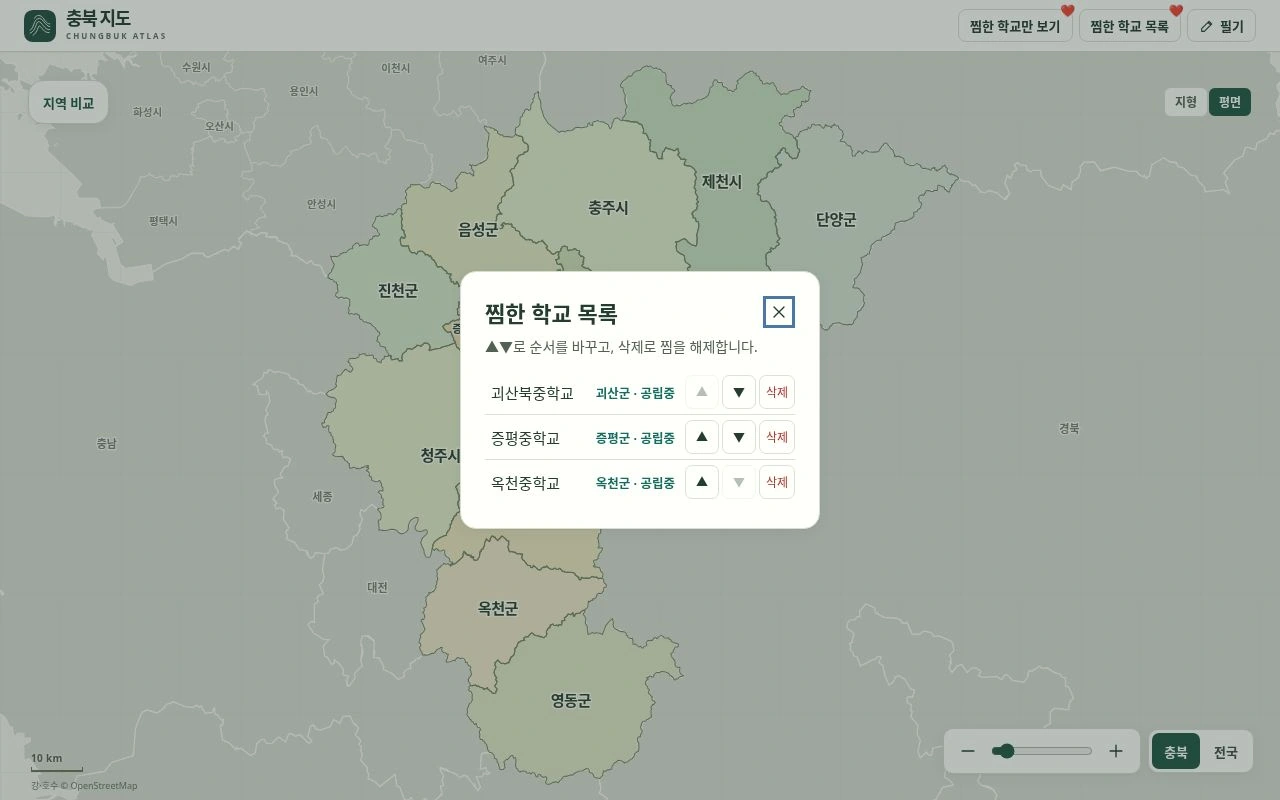 충북 지도
CHUNGBUK ATLAS
찜한 학교만 보기
찜한 학교 목록
필기
지역 비교
지형
평면
수원시
이천시
여주시
용인시
화성시
오산시
안성시
평택시
제천시
충주시
단양군
음성군
진천군
증
찜한 학교 목록
▲▼로 순서를 바꾸고, 삭제로 찜을 해제합니다.
괴산북중학교 괴산군 · 공립중 ▲ ▼ 삭제
증평중학교 증평군 · 공립중 ▲ ▼ 삭제
옥천중학교 옥천군 · 공립중 ▲ ▼ 삭제
충남
청주시
경북
세종
대전
옥천군
영동군
10 km
강·호수 © OpenStreetMap
충북
전국